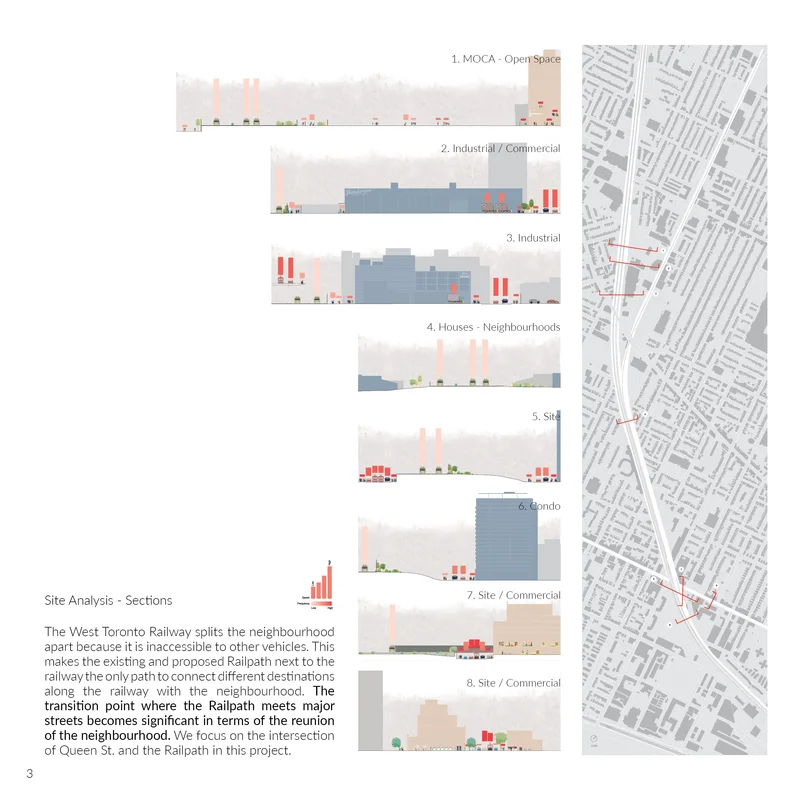 1. MOCA - Open Space
2. Industrial / Commercial
3. Industrial
4. Houses - Neighbourhoods
5. Site
6. Condo
7. Site / Commercial
8. Site / Commercial
Speed
Frequency
Low High
Site Analysis - Sections
The West Toronto Railway splits the neighbourhood
apart because it is inaccessible to other vehicles. This
makes the existing and proposed Railpath next to the
railway the only path to connect different destinations
along the railway with the neighbourhood. The
transition point where the Railpath meets major
streets becomes significant in terms of the reunion
of the neighbourhood. We focus on the intersection
of Queen St. and the Railpath in this project.
3